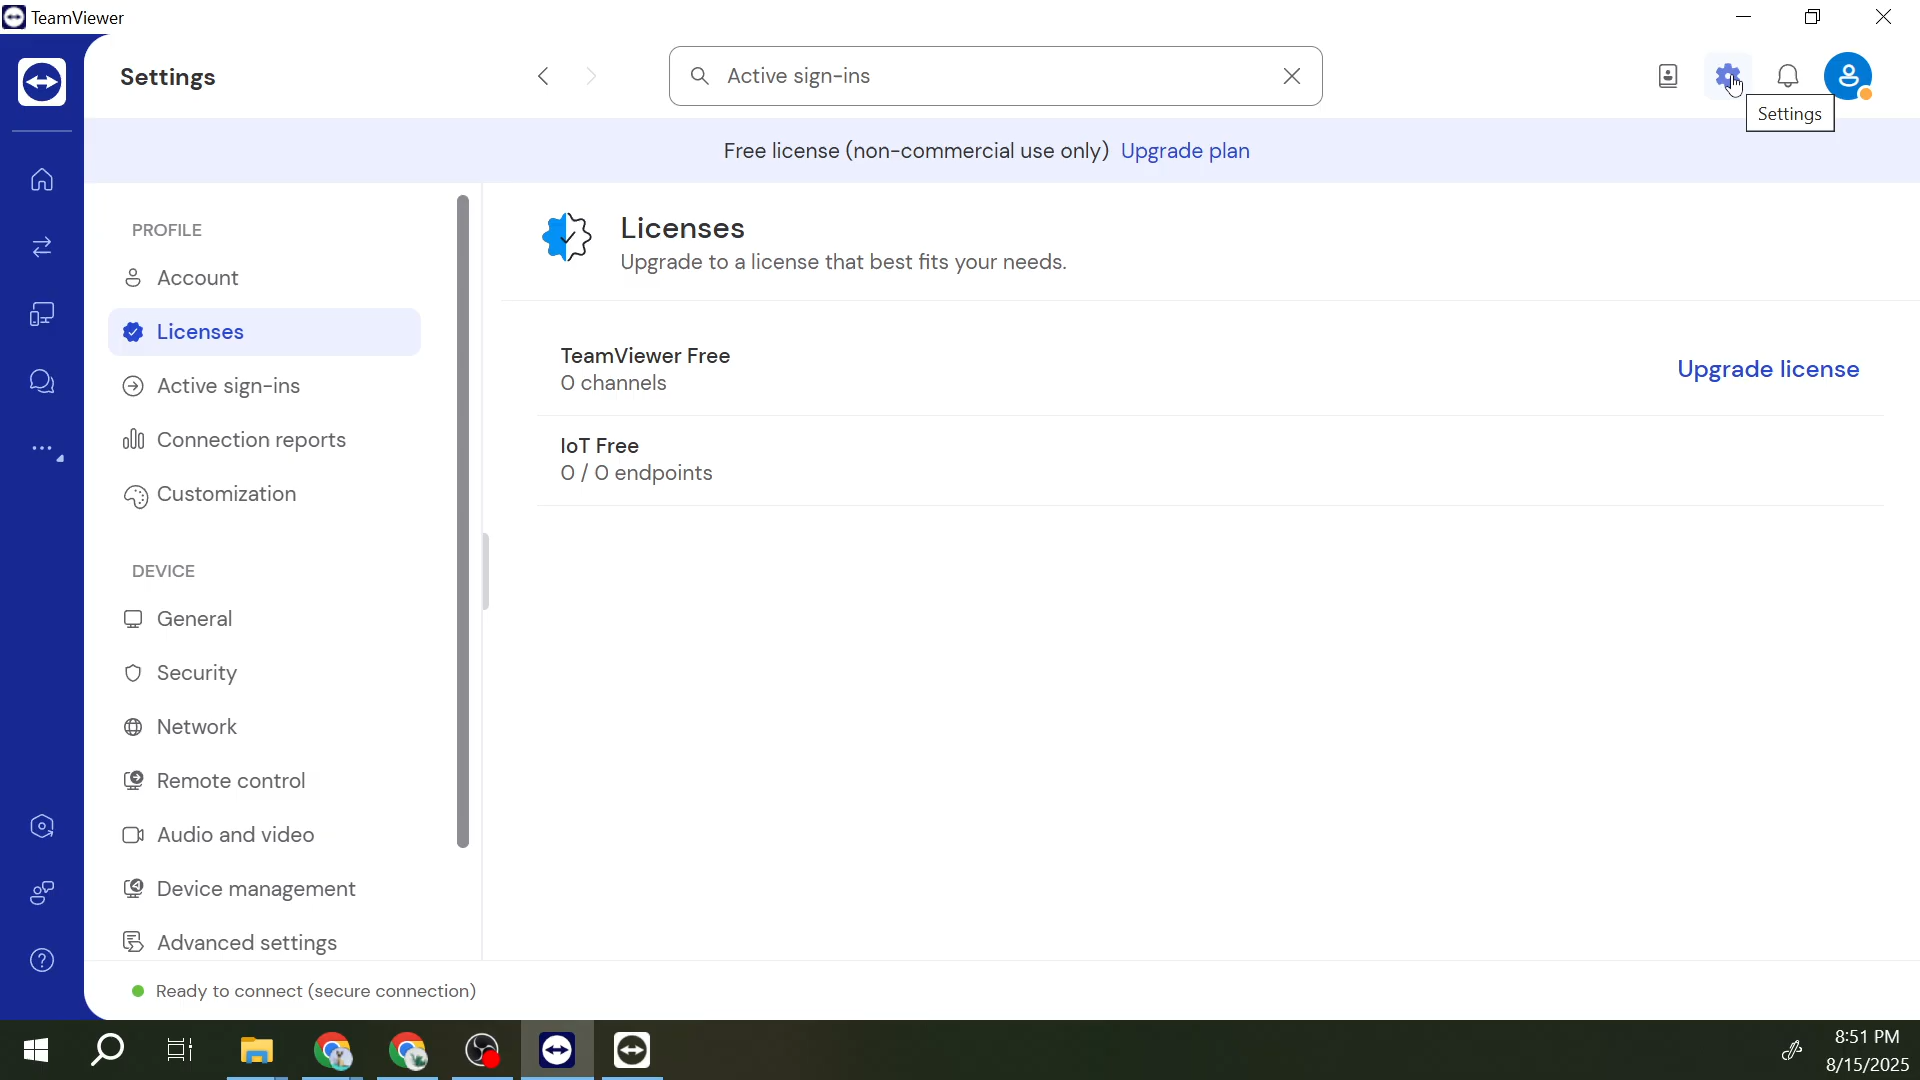 TeamViewer
Settings
Active sign-ins
Settings
Free license (non-commercial use only) Upgrade plan
PROFILE
Account
Licenses
Active sign-ins
Connection reports
Customization
DEVICE
General
Security
Network
Remote control
Audio and video
Device management
Advanced settings
Licenses
Upgrade to a license that best fits your needs.
TeamViewer Free
0 channels
Upgrade license
IoT Free
0 / 0 endpoints
Ready to connect (secure connection)
8:51 PM
8/15/2025